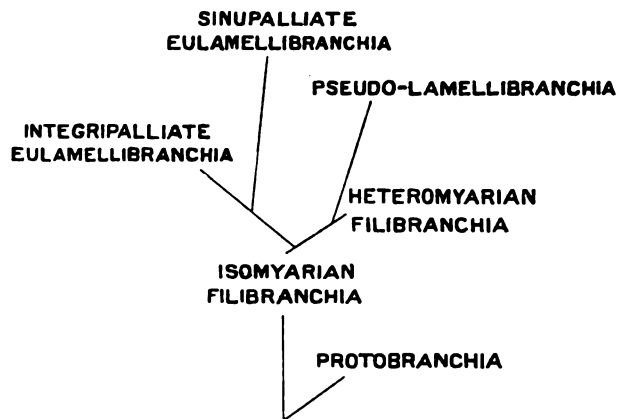 SINUPALLIATE
EULAMELLIBRANCHIA
PSEUDO-LAMELLIBRANCHIA
INTEGRIPALLIATE
EULAMELLIBRANCHIA
HETEROMYARIAN
FILIBRANCHIA
ISOMYARIAN
FILIBRANCHIA
PROTOBRANCHIA